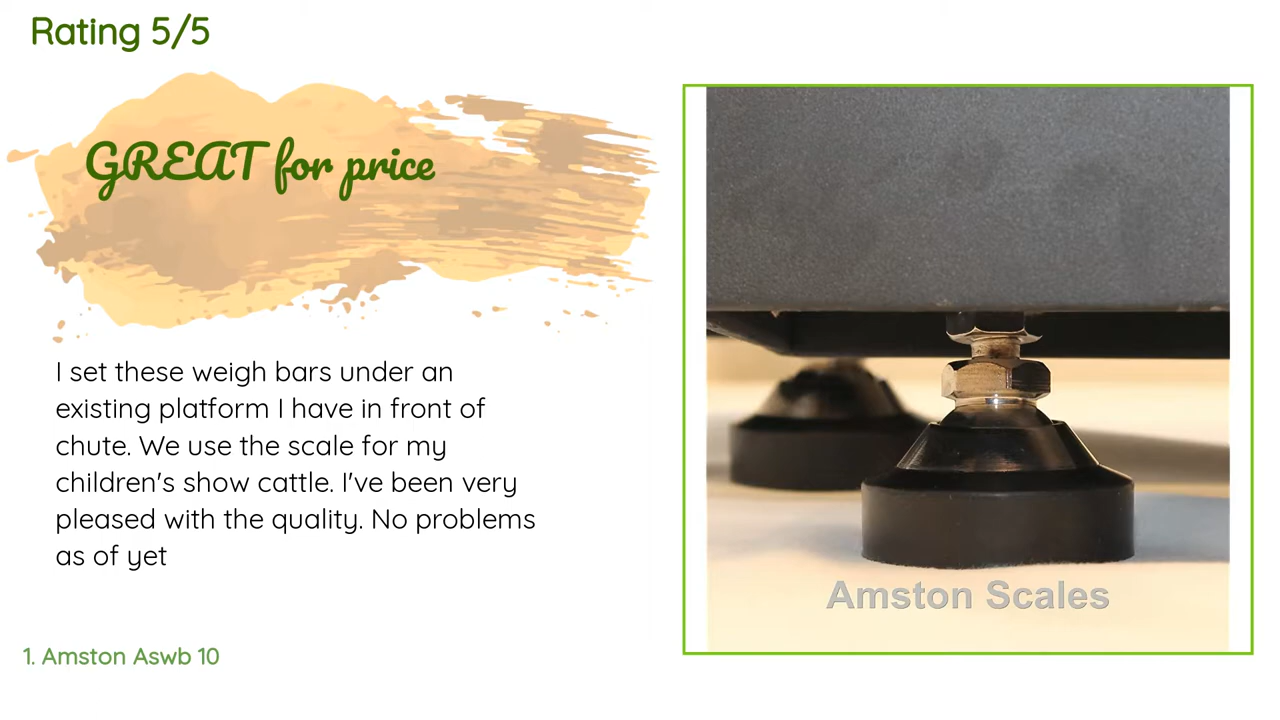 Rating 5/5
GREAT for price
I set these weigh bars under an
existing platform I have in front of
chute. We use the scale for my
children's show cattle. I've been very
pleased with the quality. No problems
as of yet
Amston Scales
1. Amston Aswb 10